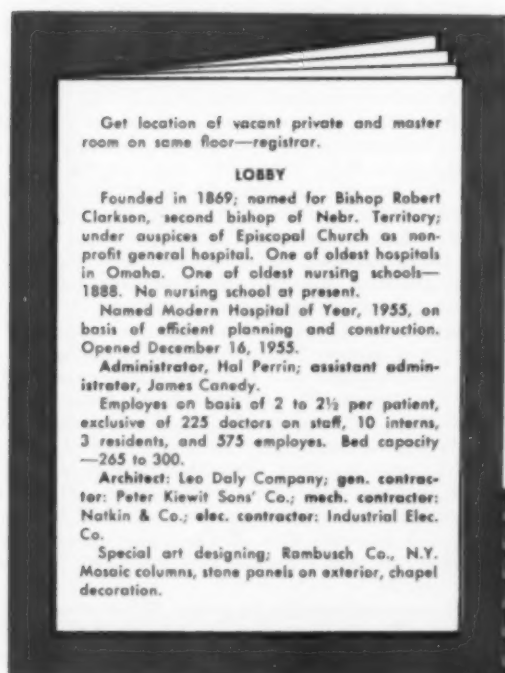 Get location of vacant private and master
room on same floor—registrar.
LOBBY
Founded in 1869; named for Bishop Robert
Clarkson, second bishop of Nebr. Territory;
under auspices of Episcopal Church as non-
profit general hospital. One of oldest hospitals
in Omaha. One of oldest nursing schools—
1888. No nursing school at present.
Named Modern Hospital of Year, 1955, on
basis of efficient planning and construction.
Opened December 16, 1955.
Administrator, Hal Perrin; assistant admin-
istrator, James Canedy.
Employes on basis of 2 to 2½ per patient,
exclusive of 225 doctors on staff, 10 interns,
3 residents, and 575 employes. Bed capacity
—265 to 300.
Architect: Leo Daly Company; gen. contrac-
tor: Peter Kiewit Sons' Co.; mech. contractor:
Natkin & Co.; elec. contractor: Industrial Elec.
Co.
Special art designing; Rambusch Co., N.Y.
Mosaic columns, stone panels on exterior, chapel
decoration.